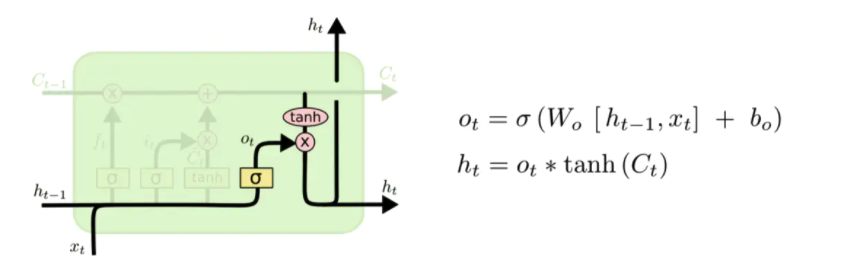 h_t
C_{t-1}
C_t
×
+
tanh
f_t
i_t
×
o_t
×
C̃_t
σ
σ
tanh
σ
h_{t-1}
h_t
x_t
o_t = σ (W_o [h_{t-1}, x_t] + b_o)
h_t = o_t * tanh (C_t)